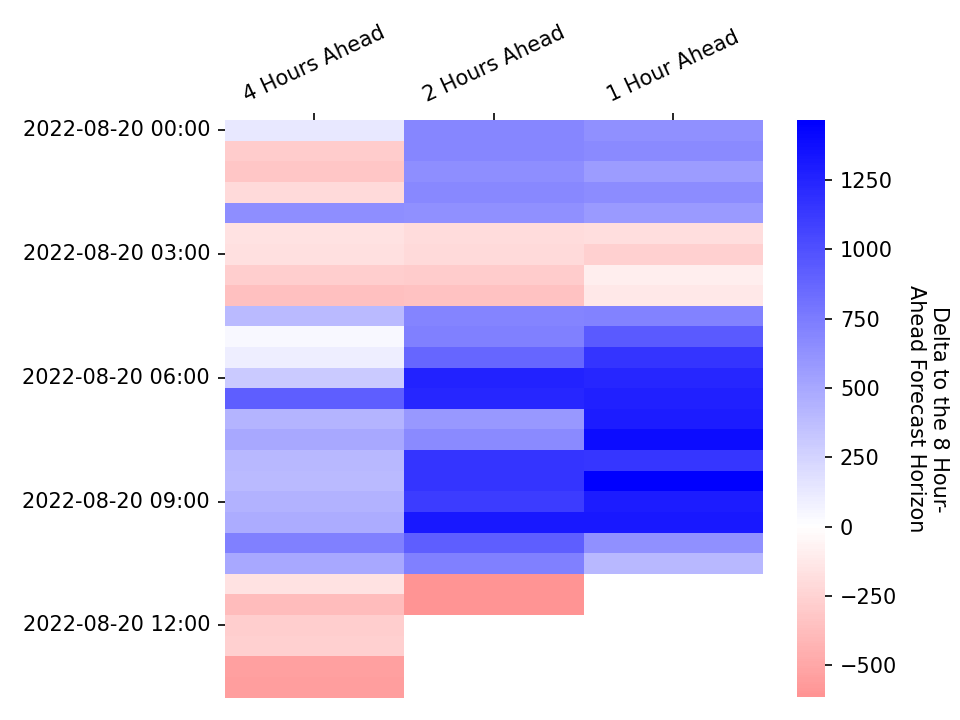 4 Hours Ahead
2 Hours Ahead
1 Hour Ahead
2022-08-20 00:00
2022-08-20 03:00
2022-08-20 06:00
2022-08-20 09:00
2022-08-20 12:00
1250
1000
750
500
250
0
−250
−500
Delta to the 8 Hour-
Ahead Forecast Horizon